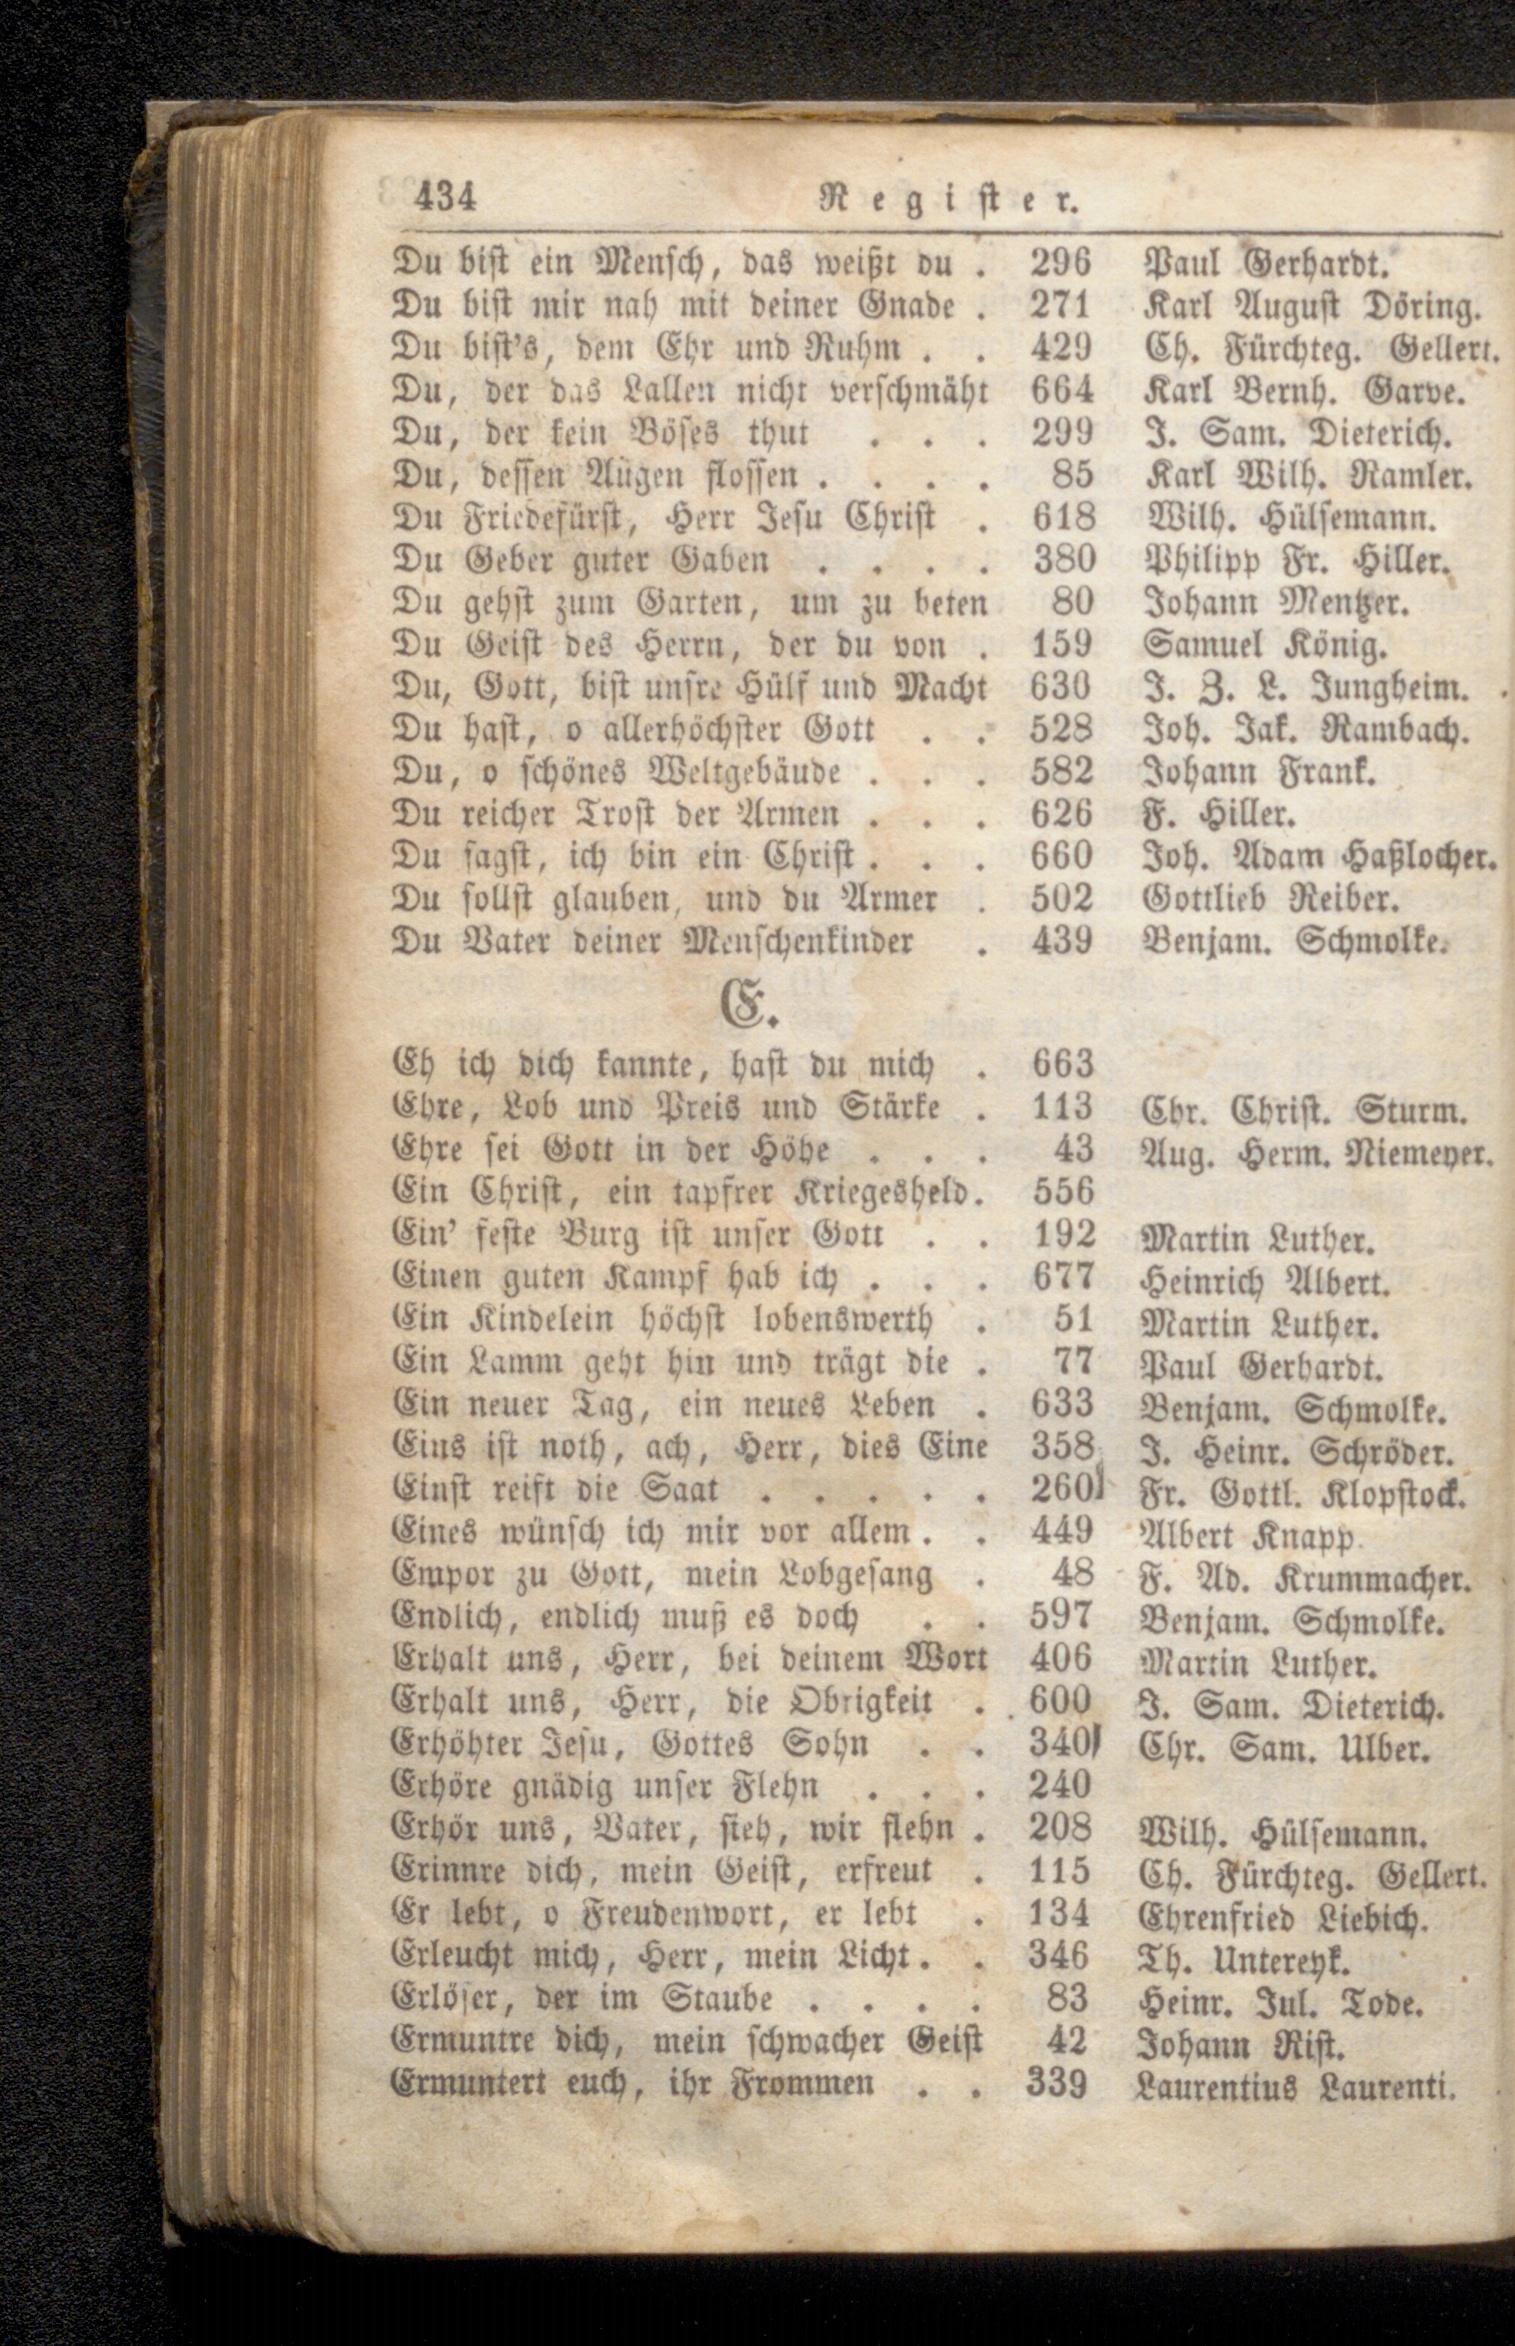 434 Register.
Du bist ein Mensch, das weißt du . 296 Paul Gerhardt.
Du bist mir nah mit deiner Gnade . 271 Karl August Döring.
Du bist's, dem Ehr und Ruhm . . 429 Ch. Fürchteg. Gellert.
Du, der das Lallen nicht verschmäht 664 Karl Bernh. Garve.
Du, der kein Böses thut . . . 299 J. Sam. Dieterich.
Du, dessen Augen flossen . . . . 85 Karl Wilh. Ramler.
Du Friedefürst, Herr Jesu Christ . 618 Wilh. Hülsemann.
Du Geber guter Gaben . . . . 380 Philipp Fr. Hiller.
Du gehst zum Garten, um zu beten 80 Johann Mentzer.
Du Geist des Herrn, der du von . 159 Samuel König.
Du, Gott, bist unsre Hülf und Macht 630 J. Z. L. Jungheim.
Du hast, o allerhöchster Gott . . 528 Joh. Jak. Rambach.
Du, o schönes Weltgebäude . . . 582 Johann Frank.
Du reicher Trost der Armen . . . 626 F. Hiller.
Du sagst, ich bin ein Christ . . . 660 Joh. Adam Haßlocher.
Du sollst glauben, und du Armer . 502 Gottlieb Reiber.
Du Vater deiner Menschenkinder . 439 Benjam. Schmolke.
E.
Eh ich dich kannte, hast du mich . 663
Ehre, Lob und Preis und Stärke . 113 Chr. Christ. Sturm.
Ehre sei Gott in der Höhe . . . 43 Aug. Herm. Niemeyer.
Ein Christ, ein tapfrer Kriegesheld. 556
Ein' feste Burg ist unser Gott . . 192 Martin Luther.
Einen guten Kampf hab ich . . . 677 Heinrich Albert.
Ein Kindelein höchst lobenswerth . 51 Martin Luther.
Ein Lamm geht hin und trägt die . 77 Paul Gerhardt.
Ein neuer Tag, ein neues Leben . 633 Benjam. Schmolke.
Eins ist noth, ach, Herr, dies Eine 358 J. Heinr. Schröder.
Einst reift die Saat . . . . . 260 Fr. Gottl. Klopstock.
Eines wünsch ich mir vor allem . . 449 Albert Knapp.
Empor zu Gott, mein Lobgesang . 48 F. Ad. Krummacher.
Endlich, endlich muß es doch . . 597 Benjam. Schmolke.
Erhalt uns, Herr, bei deinem Wort 406 Martin Luther.
Erhalt uns, Herr, die Obrigkeit . 600 J. Sam. Dieterich.
Erhöhter Jesu, Gottes Sohn . . 340 Chr. Sam. Ulber.
Erhöre gnädig unser Flehn . . . 240
Erhör uns, Vater, sieh, wir flehn . 208 Wilh. Hülsemann.
Erinnre dich, mein Geist, erfreut . 115 Ch. Fürchteg. Gellert.
Er lebt, o Freudenwort, er lebt . 134 Ehrenfried Liebich.
Erleucht mich, Herr, mein Licht . . 346 Th. Untereyk.
Erlöser, der im Staube . . . . 83 Heinr. Jul. Tode.
Ermuntre dich, mein schwacher Geist 42 Johann Rist.
Ermuntert euch, ihr Frommen . . 339 Laurentius Laurenti.